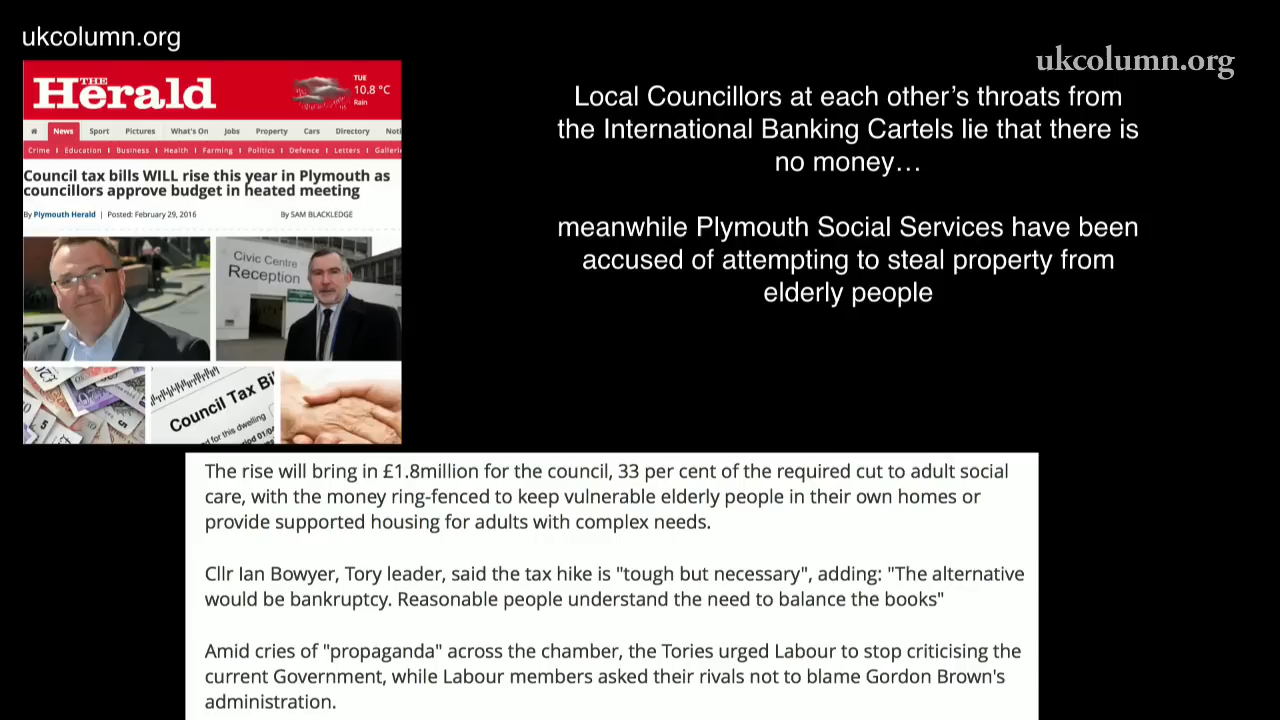 ukcolumn.org
ukcolumn.org
THE
Herald
TUE
10.8 °C
Rain
News Sport Pictures What's On Jobs Property Cars Directory
Crime Education Business Health Farming Politics Defence Letters
Council tax bills WILL rise this year in Plymouth as
councillors approve budget in heated meeting
By Plymouth Herald | Posted: February 29, 2016 By SAM BLACKLEDGE
Civic Centre
Reception
Council Tax Bi
for this dwelling
Local Councillors at each other’s throats from
the International Banking Cartels lie that there is
no money…
meanwhile Plymouth Social Services have been
accused of attempting to steal property from
elderly people
The rise will bring in £1.8million for the council, 33 per cent of the required cut to adult social
care, with the money ring-fenced to keep vulnerable elderly people in their own homes or
provide supported housing for adults with complex needs.
Cllr Ian Bowyer, Tory leader, said the tax hike is "tough but necessary", adding: "The alternative
would be bankruptcy. Reasonable people understand the need to balance the books"
Amid cries of "propaganda" across the chamber, the Tories urged Labour to stop criticising the
current Government, while Labour members asked their rivals not to blame Gordon Brown's
administration.